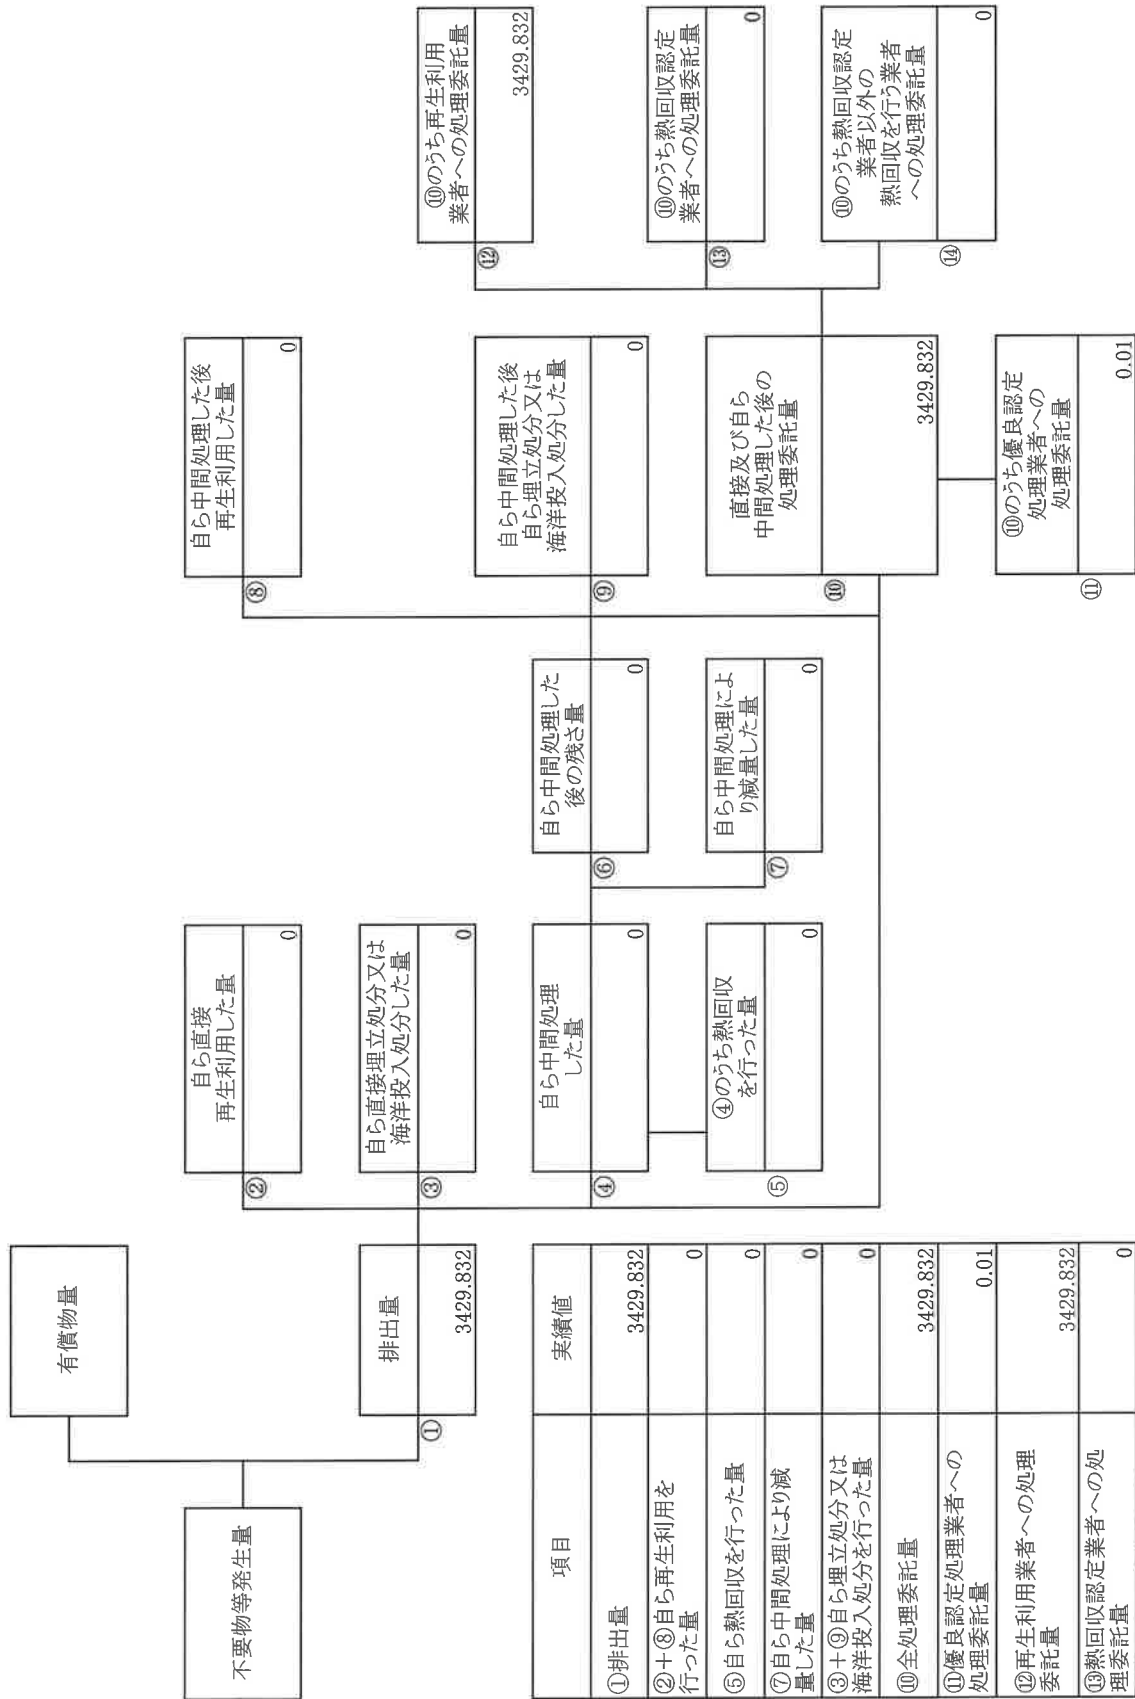 不要物等発生量
有償物量
①
排出量
3429.832
②
自ら直接
再生利用した量
0
③
自ら直接埋立処分又は
海洋投入処分した量
0
④
自ら中間処理
した量
0
⑤
④のうち熱回収
を行った量
0
⑥
自ら中間処理した
後の残さ量
0
⑦
自ら中間処理によ
り減量した量
0
⑧
自ら中間処理した後
再生利用した量
0
⑨
自ら中間処理した後
自ら埋立処分又は
海洋投入処分した量
0
⑩
直接及び自ら
中間処理した後の
処理委託量
3429.832
⑪
⑩のうち優良認定
処理業者への
処理委託量
0.01
⑫
⑩のうち再生利用
業者への処理委託量
3429.832
⑬
⑩のうち熱回収認定
業者への処理委託量
0
⑭
⑩のうち熱回収認定
業者以外の
熱回収を行う業者
への処理委託量
0
項目 実績値
①排出量 3429.832
②+⑧自ら再生利用を
行った量 0
⑤自ら熱回収を行った量 0
⑦自ら中間処理により減
量した量 0
③+⑨自ら埋立処分又は
海洋投入処分を行った量 0
⑩全処理委託量 3429.832
⑪優良認定処理業者への
処理委託量 0.01
⑫再生利用業者への処理
委託量 3429.832
⑬熱回収認定業者への処
理委託量 0